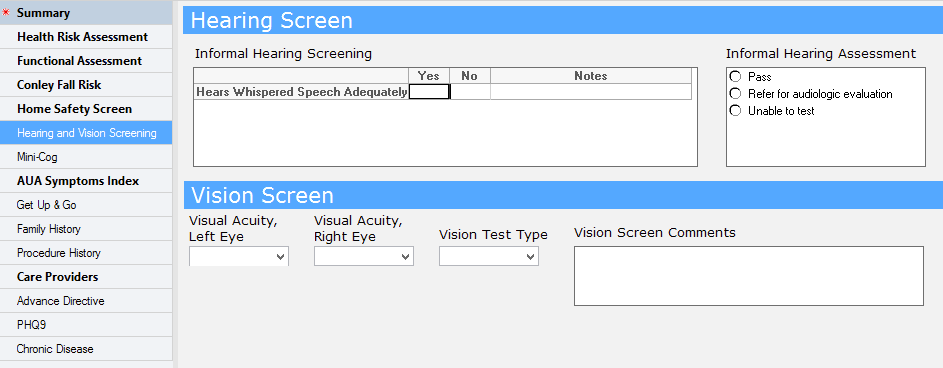 * Summary
Health Risk Assessment
Functional Assessment
Conley Fall Risk
Home Safety Screen
Hearing and Vision Screening
Mini-Cog
AUA Symptoms Index
Get Up & Go
Family History
Procedure History
Care Providers
Advance Directive
PHQ9
Chronic Disease
Hearing Screen
Informal Hearing Screening
Yes No Notes
Hears Whispered Speech Adequately
Informal Hearing Assessment
Pass
Refer for audiologic evaluation
Unable to test
Vision Screen
Visual Acuity,
Left Eye
Visual Acuity,
Right Eye
Vision Test Type
Vision Screen Comments